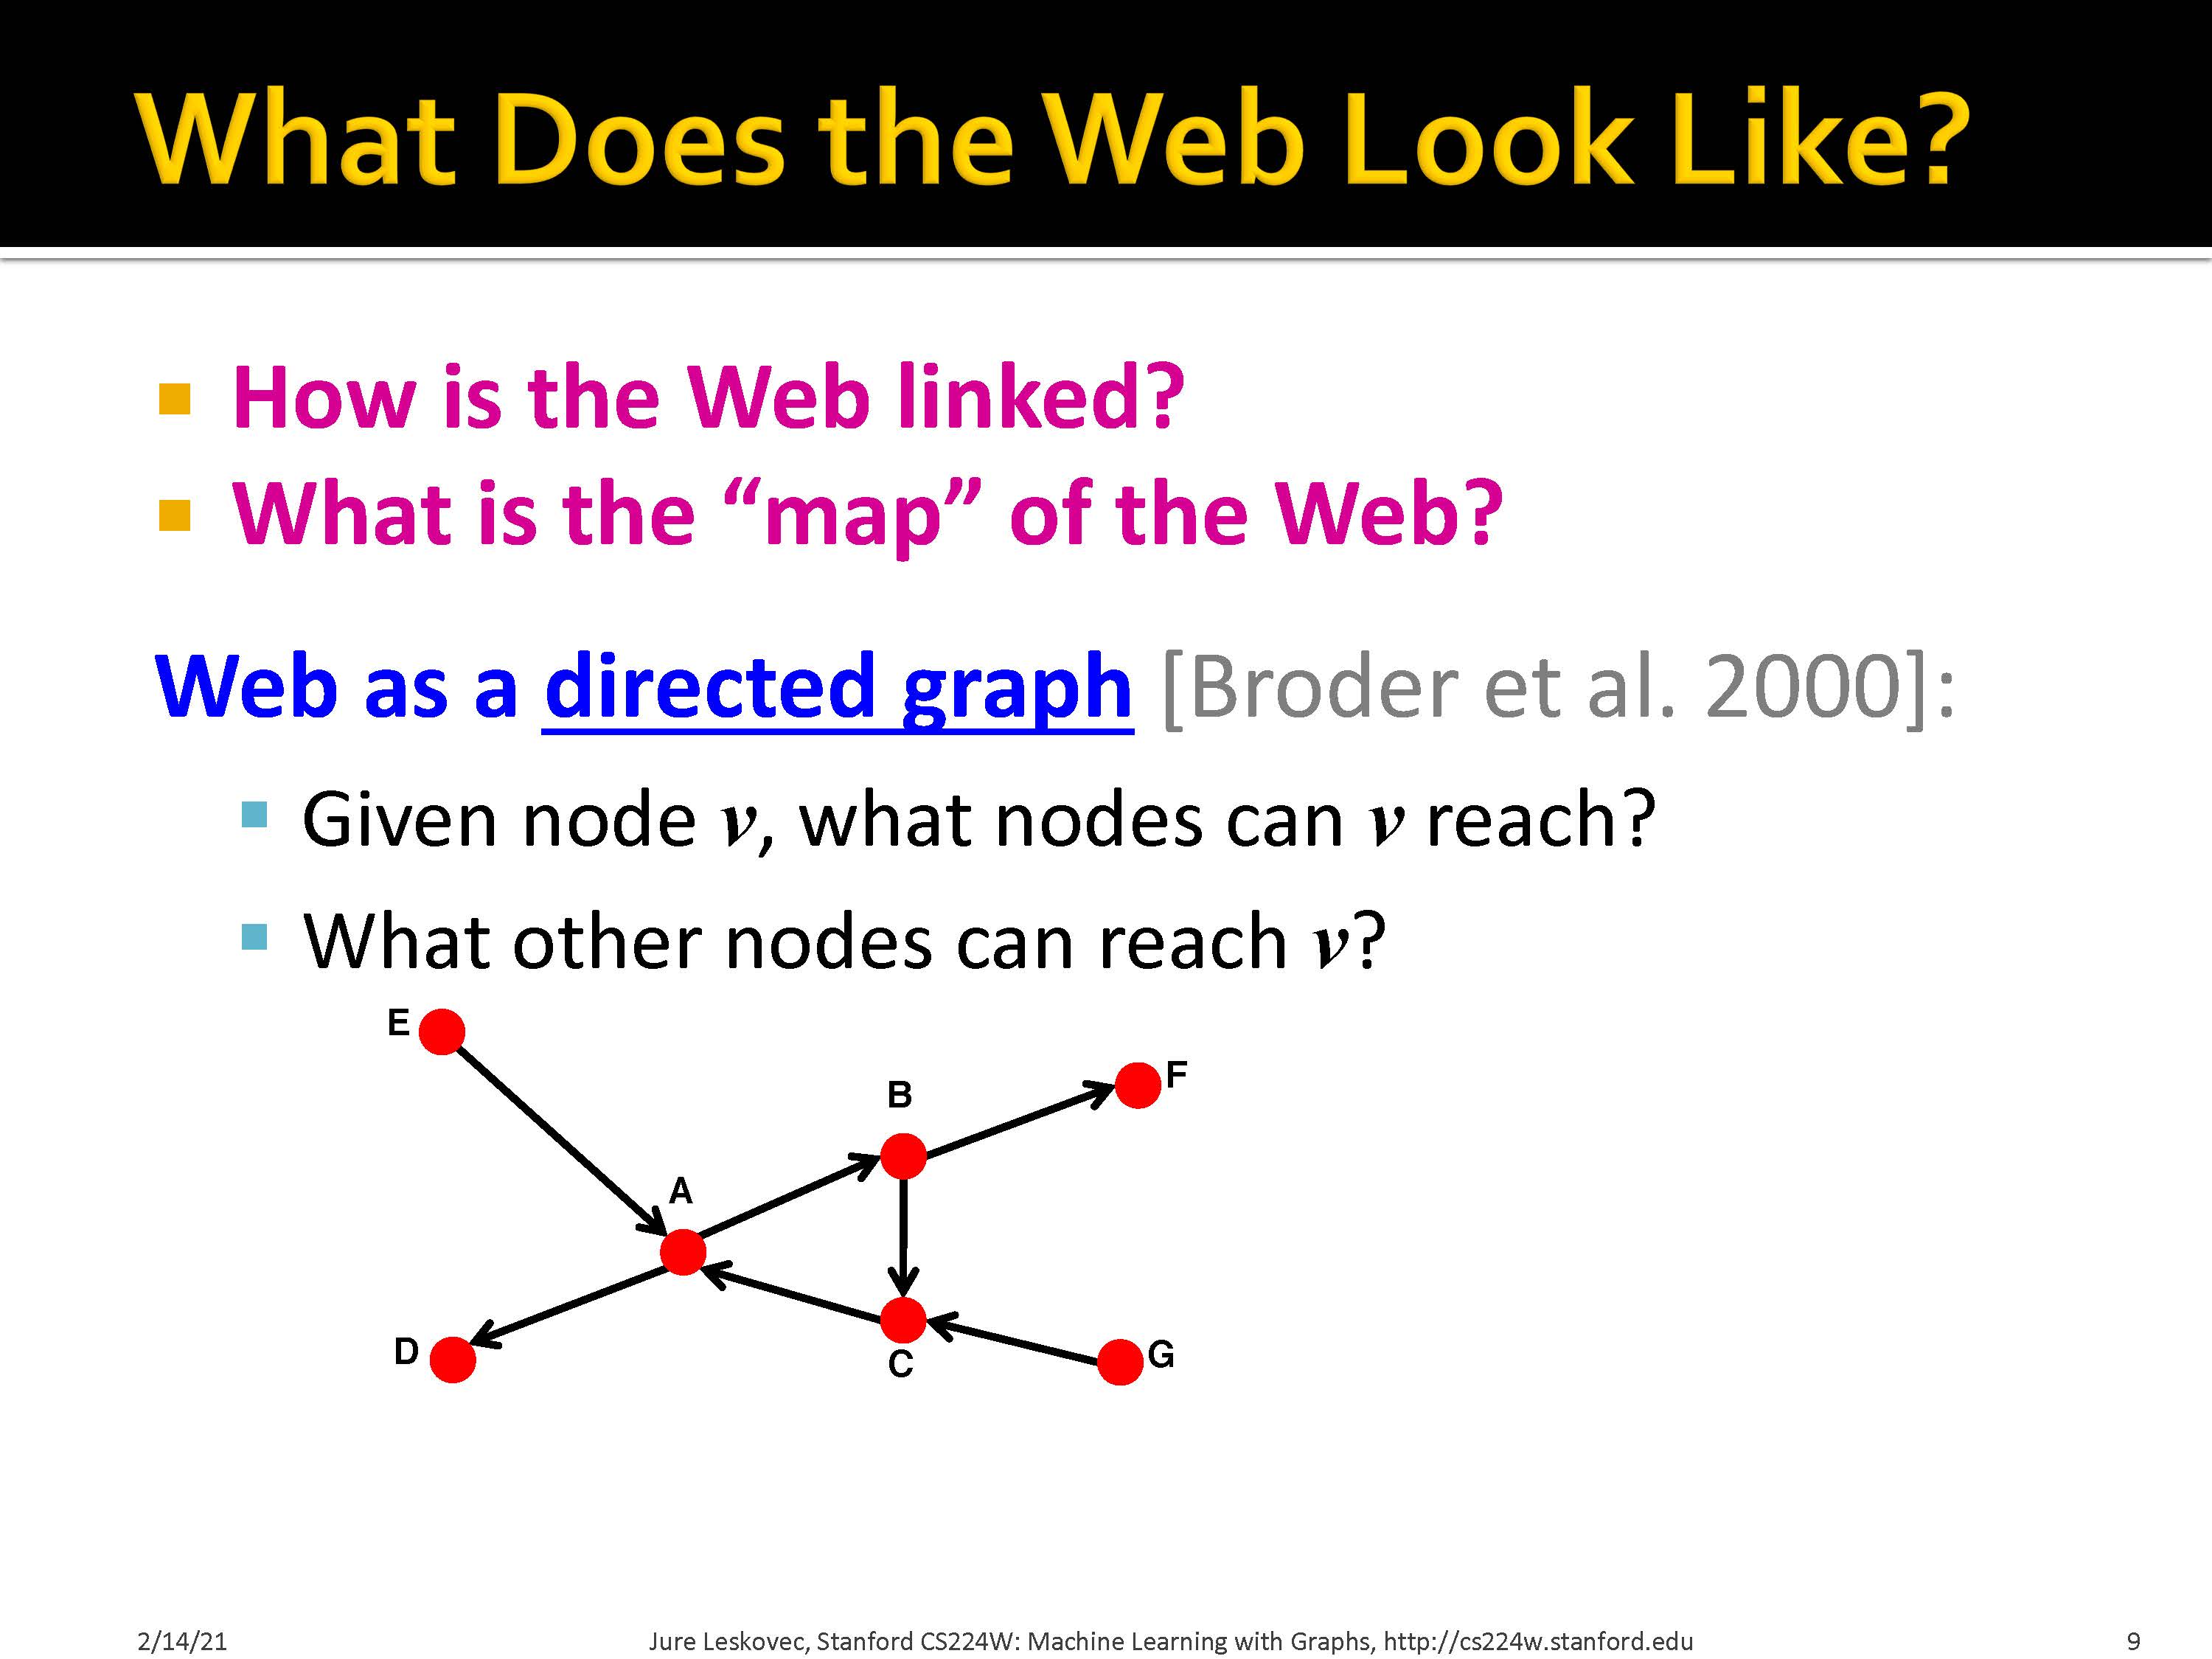 What Does the Web Look Like?
How is the Web linked?
What is the “map” of the Web?
Web as a directed graph [Broder et al. 2000]:
Given node v, what nodes can v reach?
What other nodes can reach v?
E
F
B
A
D
C
G
2/14/21
Jure Leskovec, Stanford CS224W: Machine Learning with Graphs, http://cs224w.stanford.edu
9